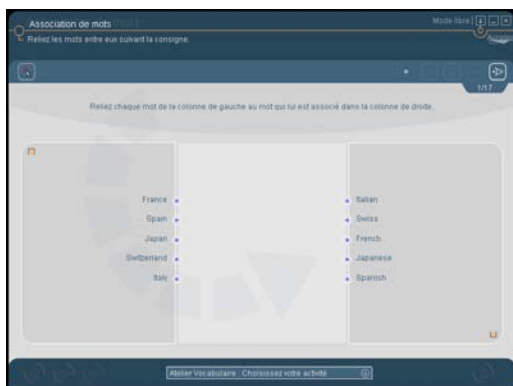 Association de mots
Mode libre
Reliez les mots entre eux suivant la consigne.
1/17
Reliez chaque mot de la colonne de gauche au mot qui lui est associé dans la colonne de droite.
France
Italian
Spain
Swiss
Japan
French
Switzerland
Japanese
Italy
Spanish
Atelier Vocabulaire : Choisissez votre activité